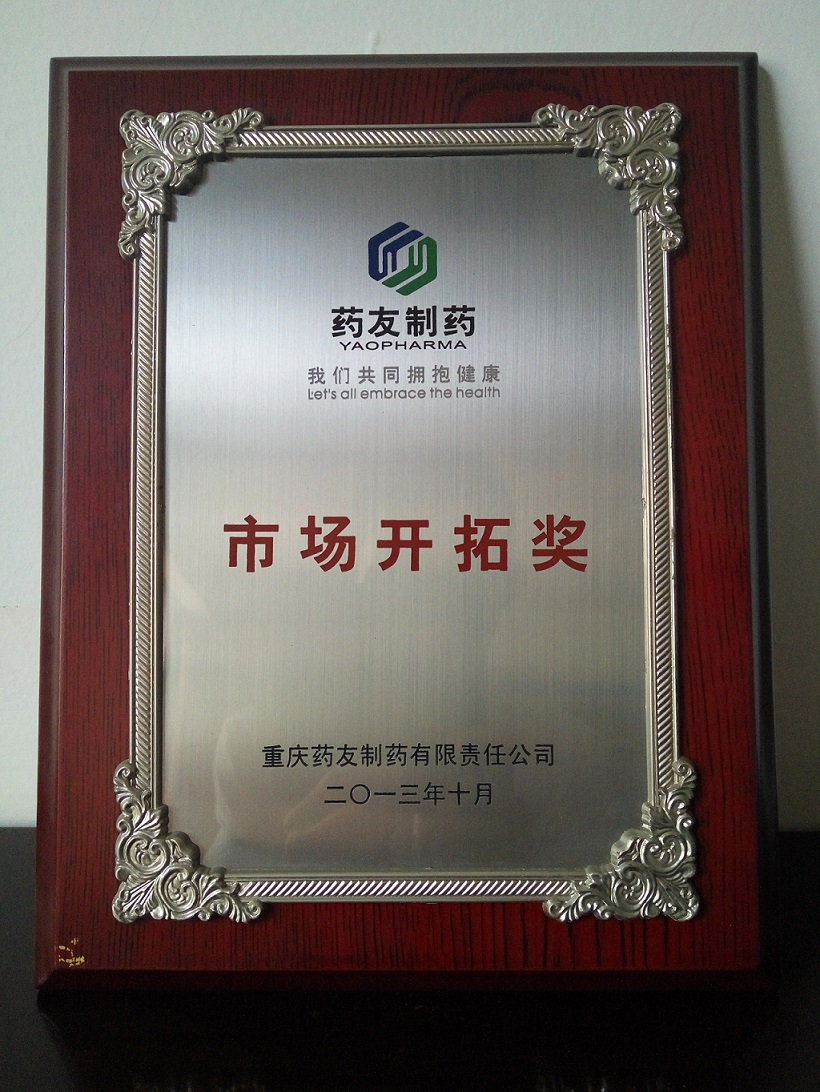 药友制药
YAOPHARMA
我们共同拥抱健康
Let's all embrace the health
市场开拓奖
重庆药友制药有限责任公司
二〇一三年十月